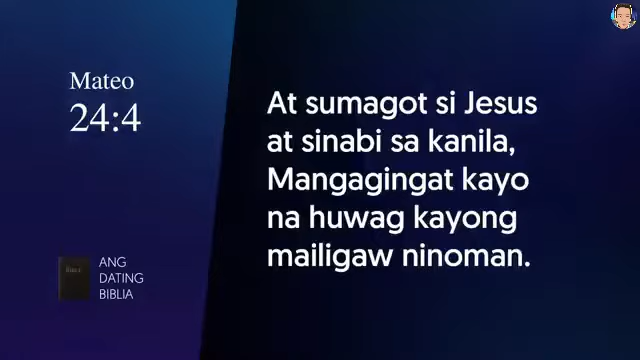 Mateo
24:4
At sumagot si Jesus
at sinabi sa kanila,
Mangagingat kayo
na huwag kayong
mailigaw ninoman.
ANG
DATING
BIBLIA